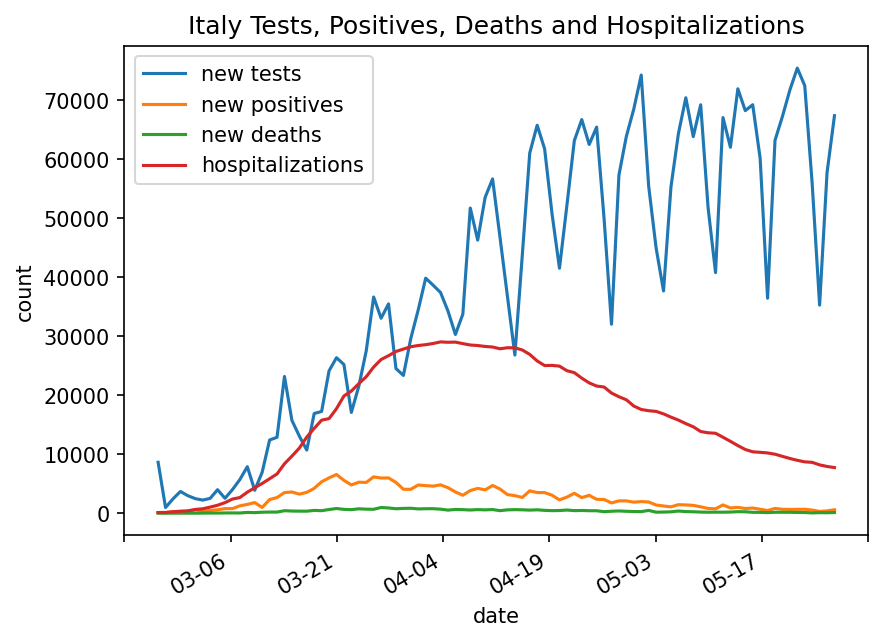 Italy Tests, Positives, Deaths and Hospitalizations
new tests
new positives
new deaths
hospitalizations
70000
60000
50000
40000
30000
20000
10000
0
count
03-06
03-21
04-04
04-19
05-03
05-17
date